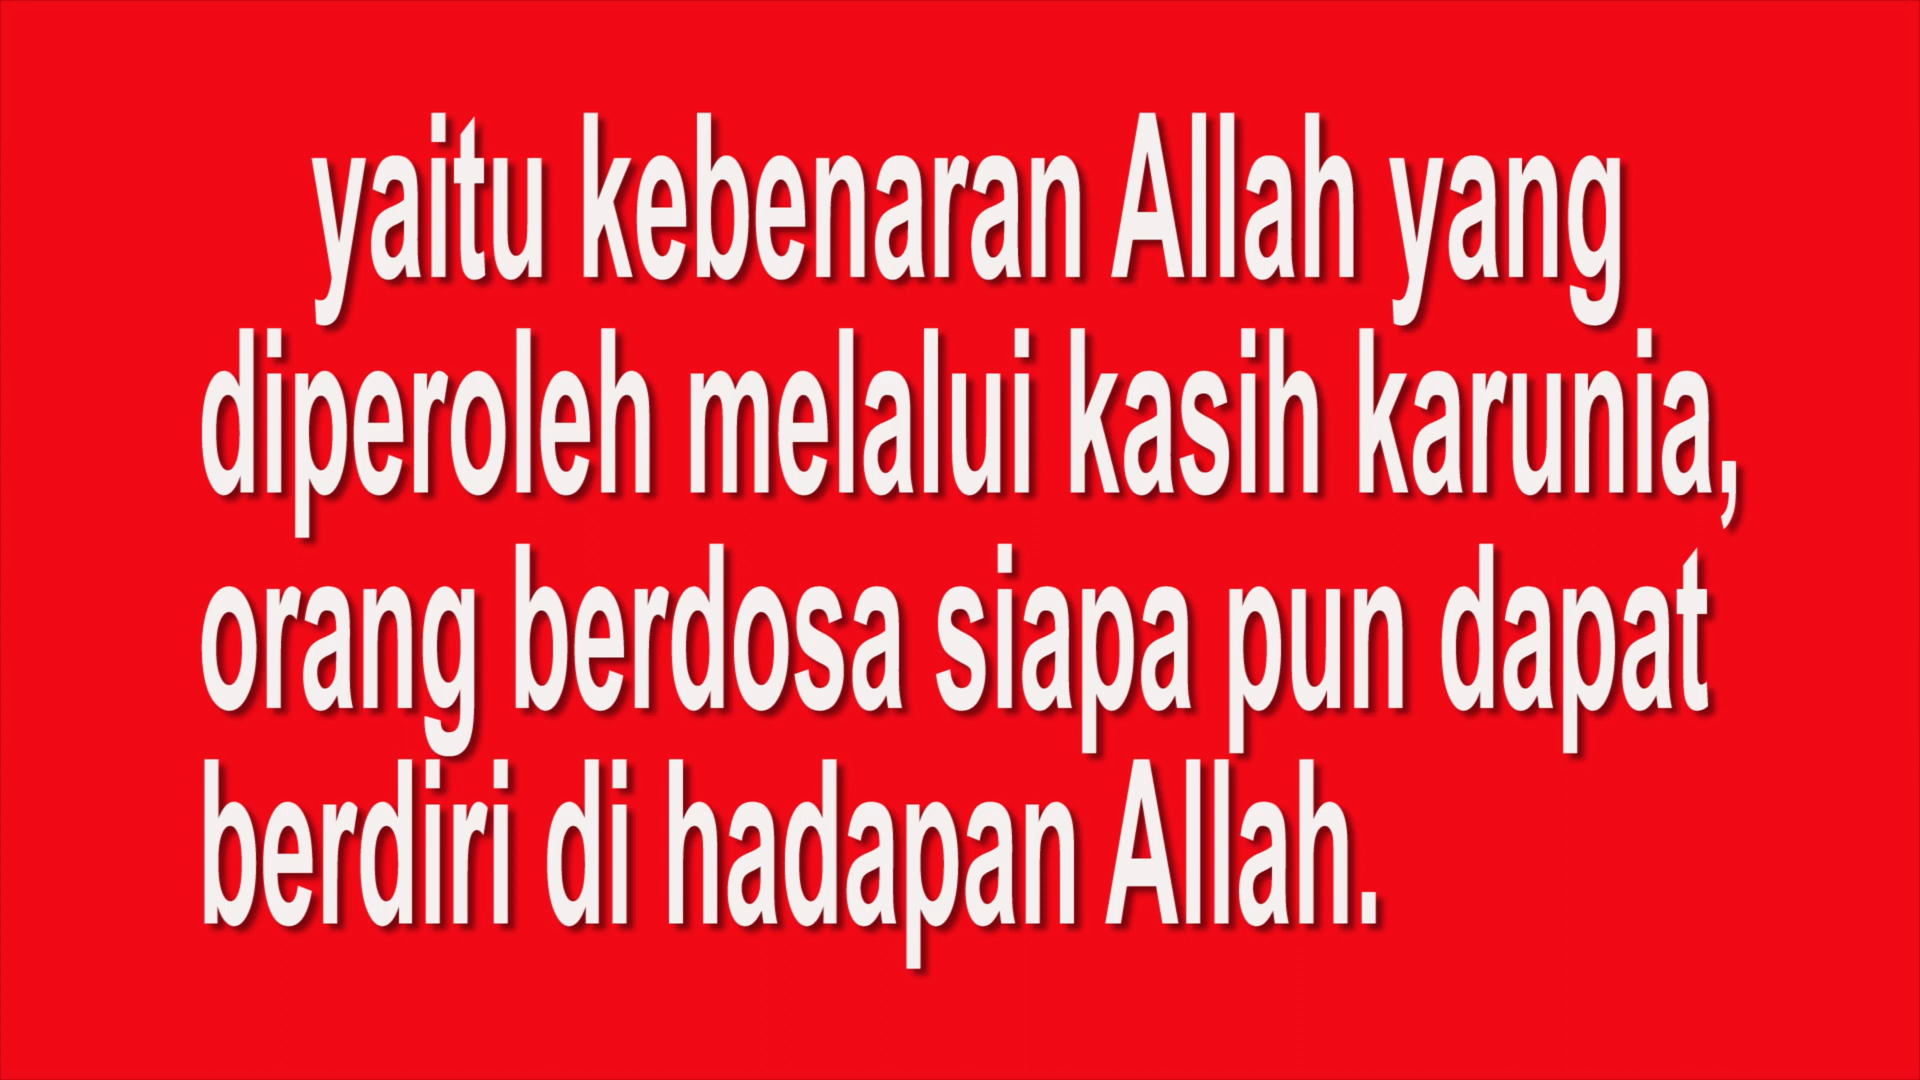 yaitu kebenaran Allah yang
diperoleh melalui kasih karunia,
orang berdosa siapa pun dapat
berdiri di hadapan Allah.